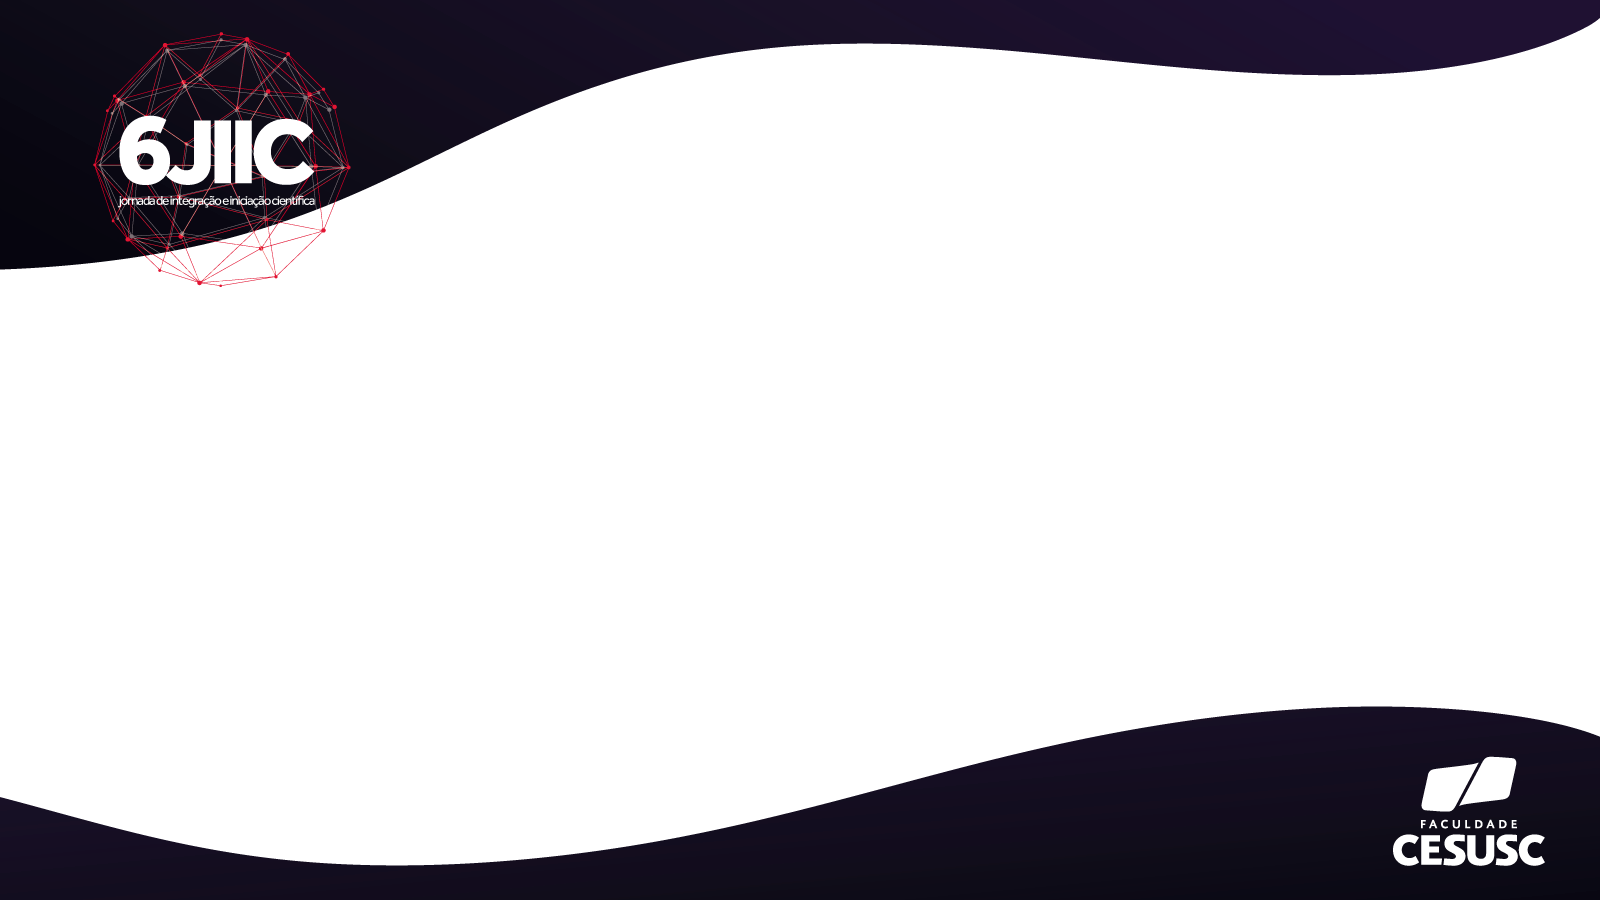 6JIIC
jornada de integração e iniciação científica
FACULDADE
CESUSC